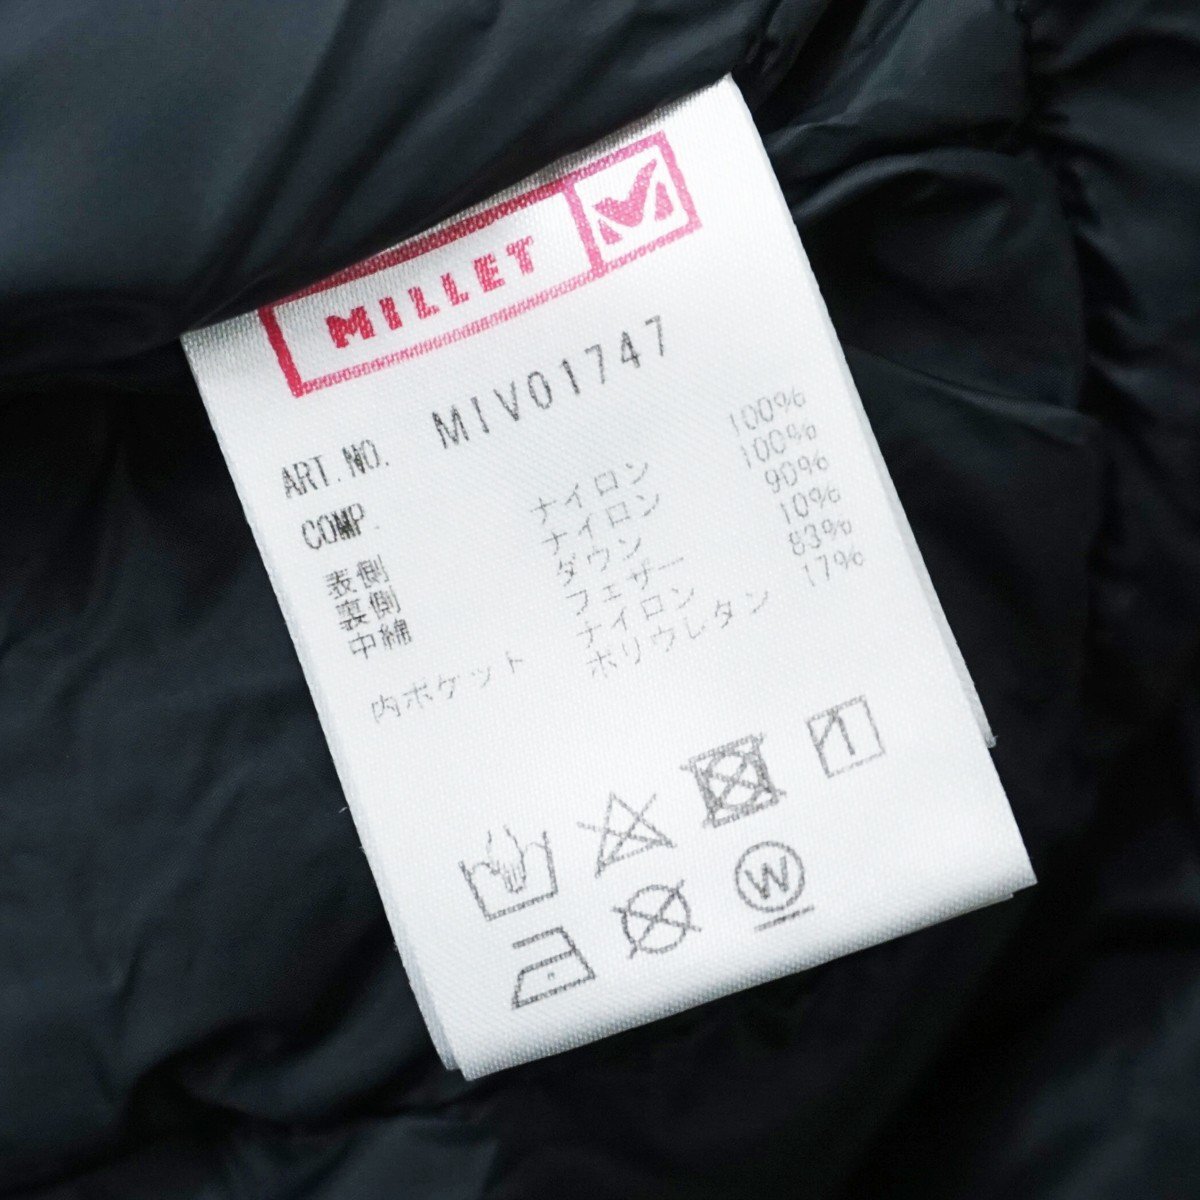 MILLET
ART.NO. MIV01747
COMP.
表側 ナイロン 100%
裏側 ナイロン 100%
中綿 ダウン 90%
フェザー 10%
内ポケット ナイロン 83%
ポリウレタン 17%
W